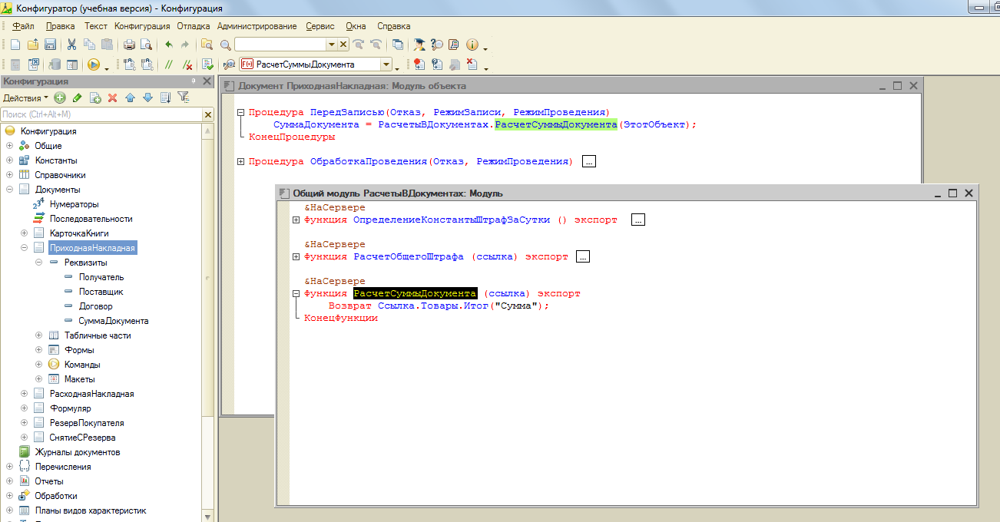 Конфигуратор (учебная версия) - Конфигурация
Файл Правка Текст Конфигурация Отладка Администрирование Сервис Окна Справка
РасчетСуммыДокумента
Конфигурация
Действия
Поиск (Ctrl+Alt+M)
Конфигурация
Общие
Константы
Справочники
Документы
Нумераторы
Последовательности
КарточкаКниги
ПриходнаяНакладная
Реквизиты
Получатель
Поставщик
Договор
СуммаДокумента
Табличные части
Формы
Команды
Макеты
РасходнаяНакладная
Формуляр
РезервПокупателя
СнятиеСРезерва
Журналы документов
Перечисления
Отчеты
Обработки
Планы видов характеристик
Документ ПриходнаяНакладная: Модуль объекта
Процедура ПередЗаписью(Отказ, РежимЗаписи, РежимПроведения)
СуммаДокумента = РасчетыВДокументах.РасчетСуммыДокумента(ЭтотОбъект);
КонецПроцедуры
Процедура ОбработкаПроведения(Отказ, РежимПроведения) ...
Общий модуль РасчетыВДокументах: Модуль
&НаСервере
Функция ОпределениеКонстантыШтрафЗаСутки () экспорт ...
&НаСервере
Функция РасчетОбщегоШтрафа (ссылка) экспорт ...
&НаСервере
Функция РасчетСуммыДокумента (ссылка) экспорт
Возврат Ссылка.Товары.Итог("Сумма");
КонецФункции